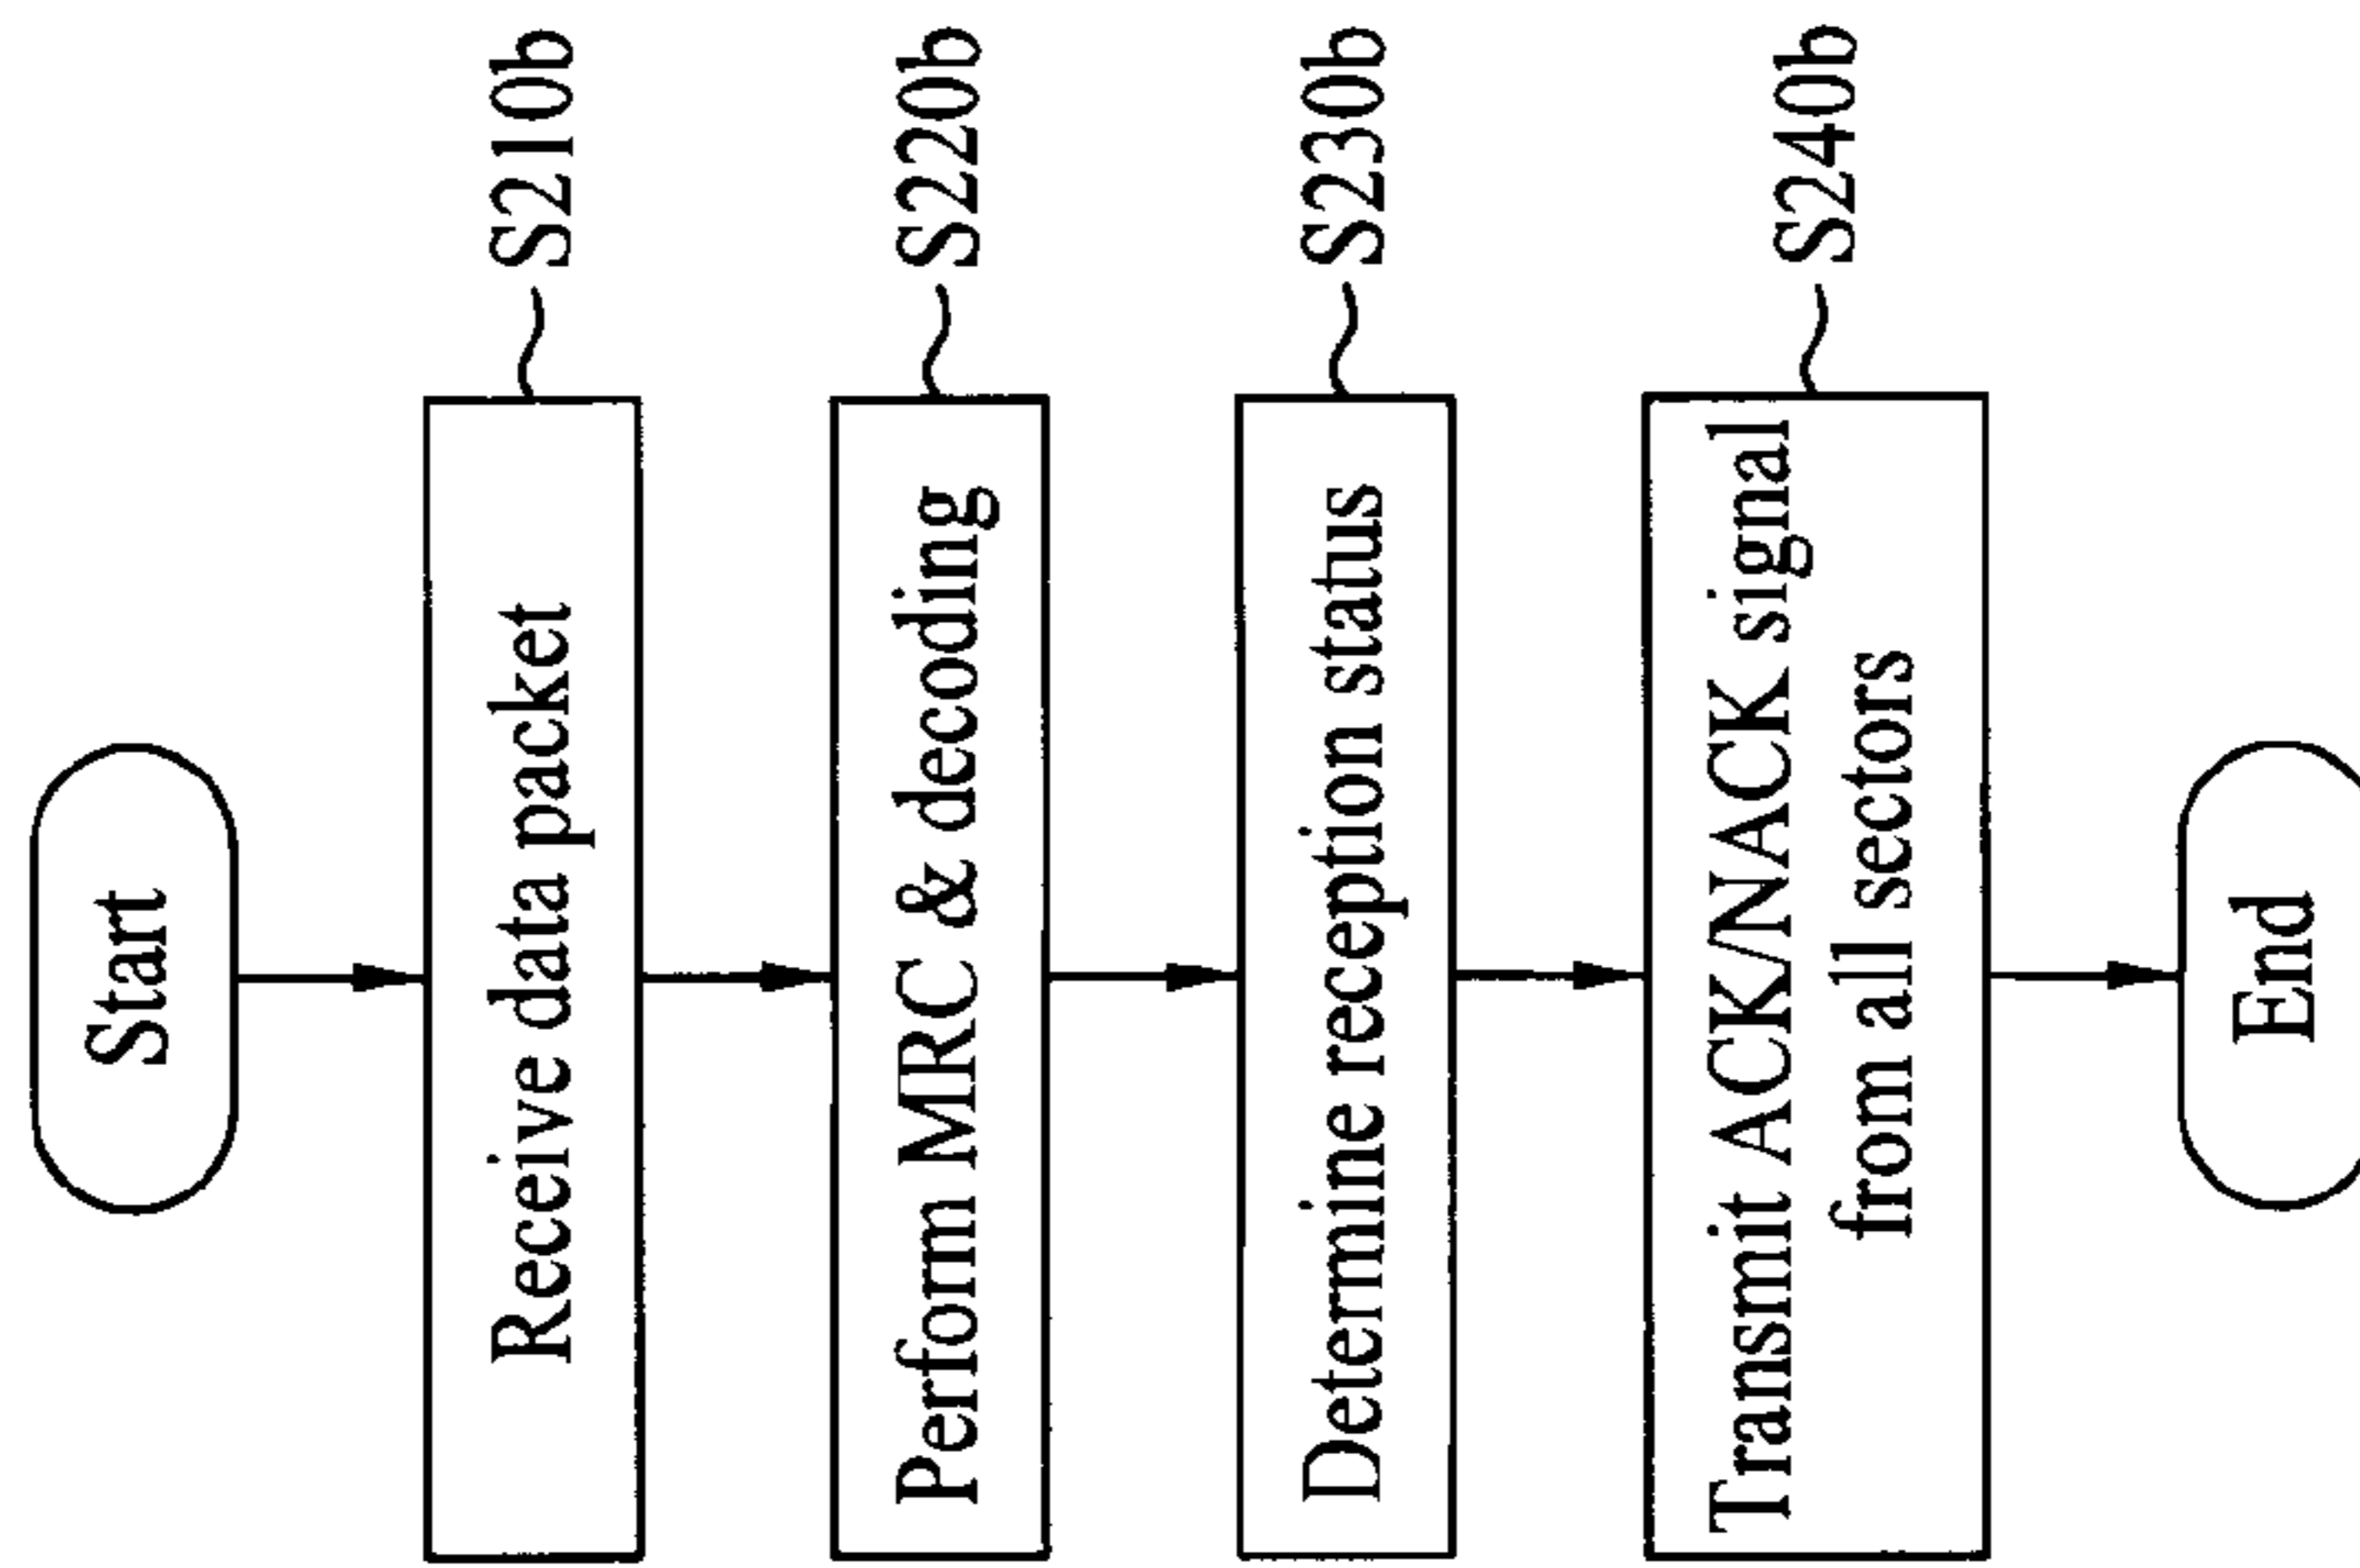 Start
Receive data packet
S210b
Perform MRC & decoding
S220b
Determine reception status
S230b
Transmit ACK/NACK signal
from all sectors
S240b
End